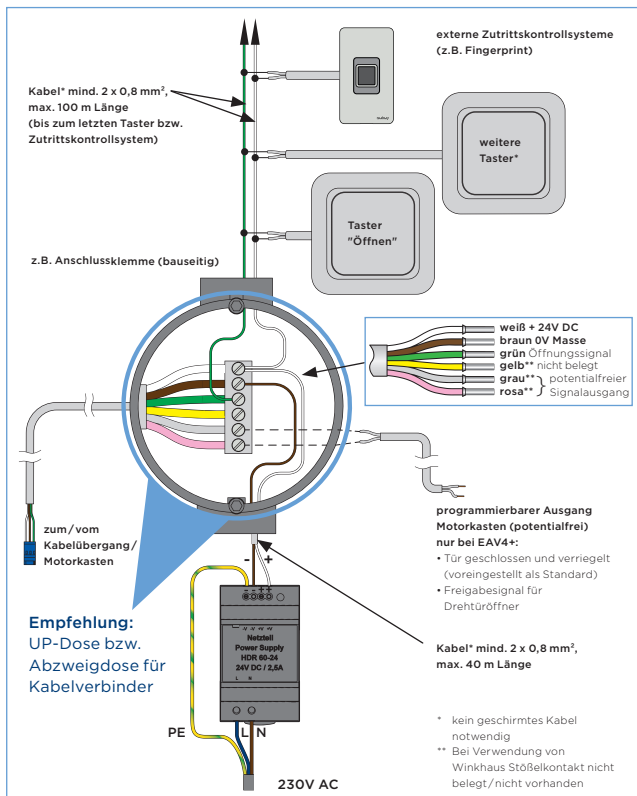 externe Zutrittskontrollsysteme
(z.B. Fingerprint)
Kabel* mind. 2 x 0,8 mm²,
max. 100 m Länge
(bis zum letzten Taster bzw.
Zutrittskontrollsystem)
weitere
Taster*
Taster
"Öffnen"
z.B. Anschlussklemme (bauseitig)
weiß + 24V DC
braun 0V Masse
grün Öffnungssignal
gelb** nicht belegt
grau** } potentialfreier
rosa** } Signalausgang
zum/vom
Kabelübergang/
Motorkasten
programmierbarer Ausgang
Motorkasten (potentialfrei)
nur bei EAV4+:
• Tür geschlossen und verriegelt
(voreingestellt als Standard)
• Freigabesignal für
Drehtüröffner
- +
Empfehlung:
UP-Dose bzw.
Abzweigdose für
Kabelverbinder
- - + +
-V -V +V +V
Netzteil
Power Supply
HDR 60-24
24V DC / 2,5A
L N
Kabel* mind. 2 x 0,8 mm²,
max. 40 m Länge
PE L N
230V AC
* kein geschirmtes Kabel
notwendig
** Bei Verwendung von
Winkhaus Stößelkontakt nicht
belegt/nicht vorhanden